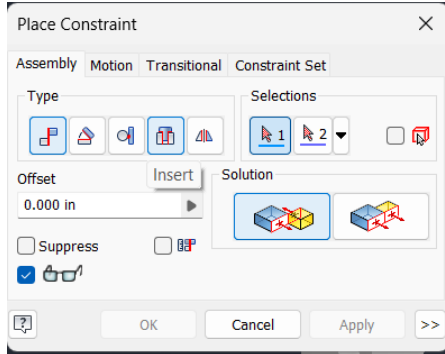 Place Constraint
Assembly Motion Transitional Constraint Set
Type
Selections
1 2
Insert
Offset
Solution
0.000 in
Suppress
? OK Cancel Apply >>